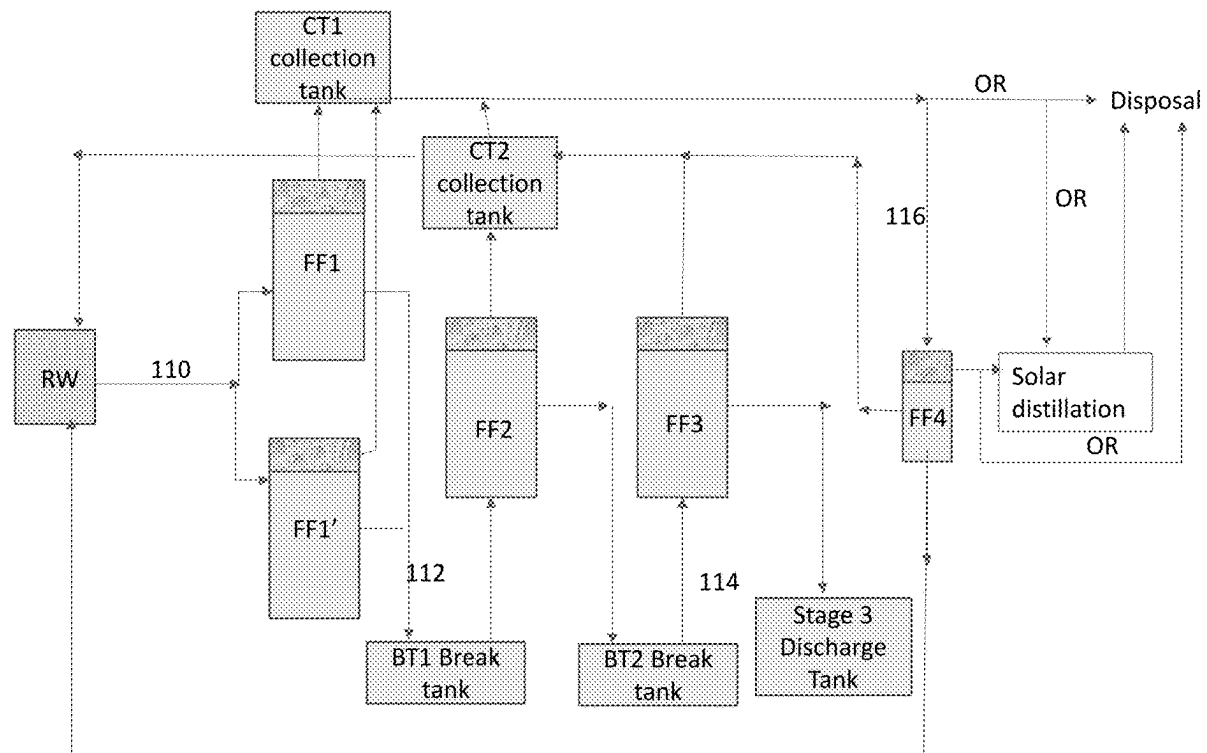 CT1
collection
tank
OR
Disposal
CT2
collection
tank
116
OR
FF1
RW
110
FF2
FF3
FF4
Solar
distillation
OR
FF1’
112
114
BT1 Break
tank
BT2 Break
tank
Stage 3
Discharge
Tank